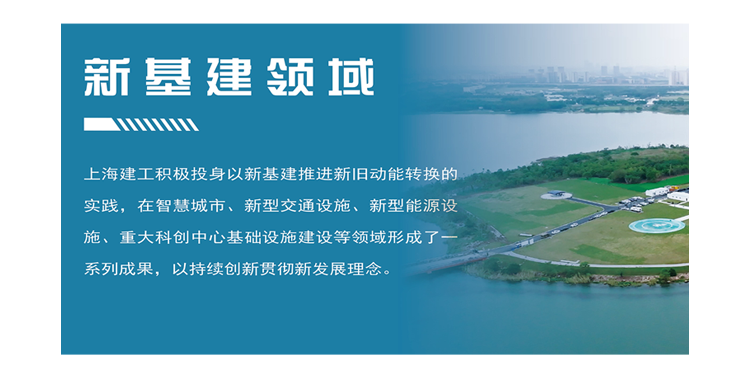 新基建领域
上海建工积极投身以新基建推进新旧动能转换的
实践，在智慧城市、新型交通设施、新型能源设
施、重大科创中心基础设施建设等领域形成了一
系列成果，以持续创新贯彻新发展理念。